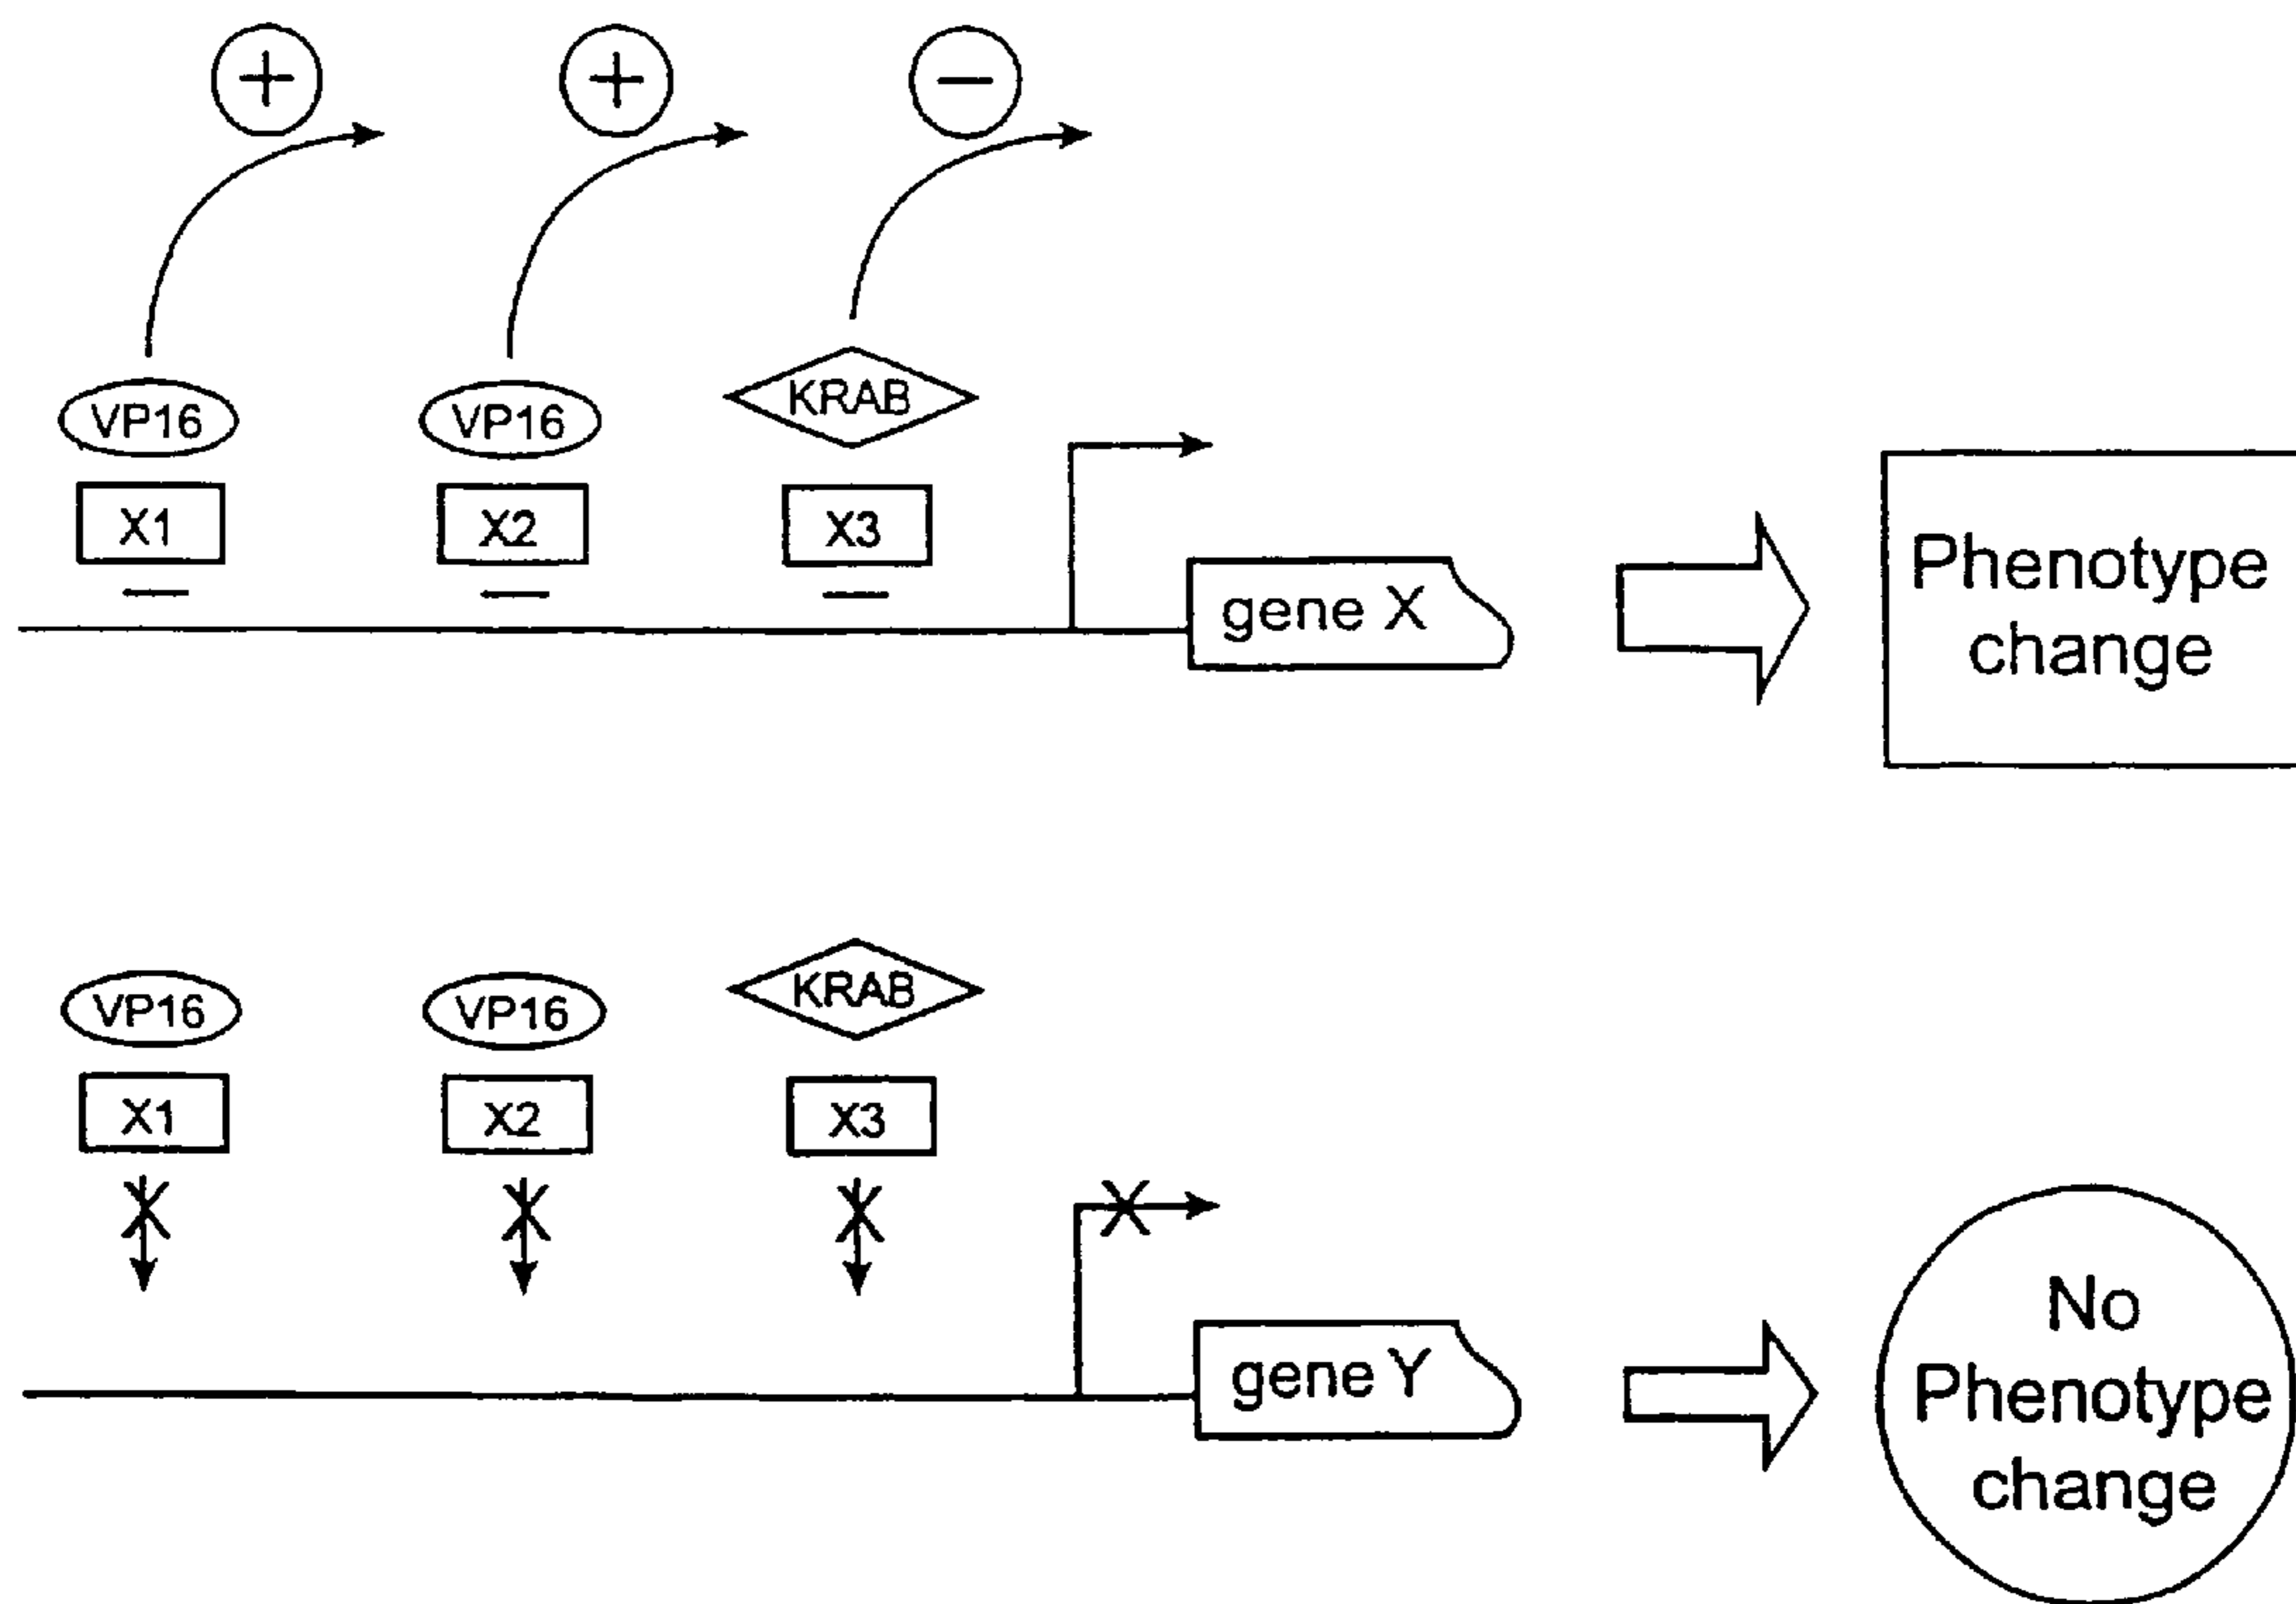 + + −
VP16 VP16 KRAB
X1 X2 X3
gene X
Phenotype
change
VP16 VP16 KRAB
X1 X2 X3
X X X X
gene Y
No
Phenotype
change